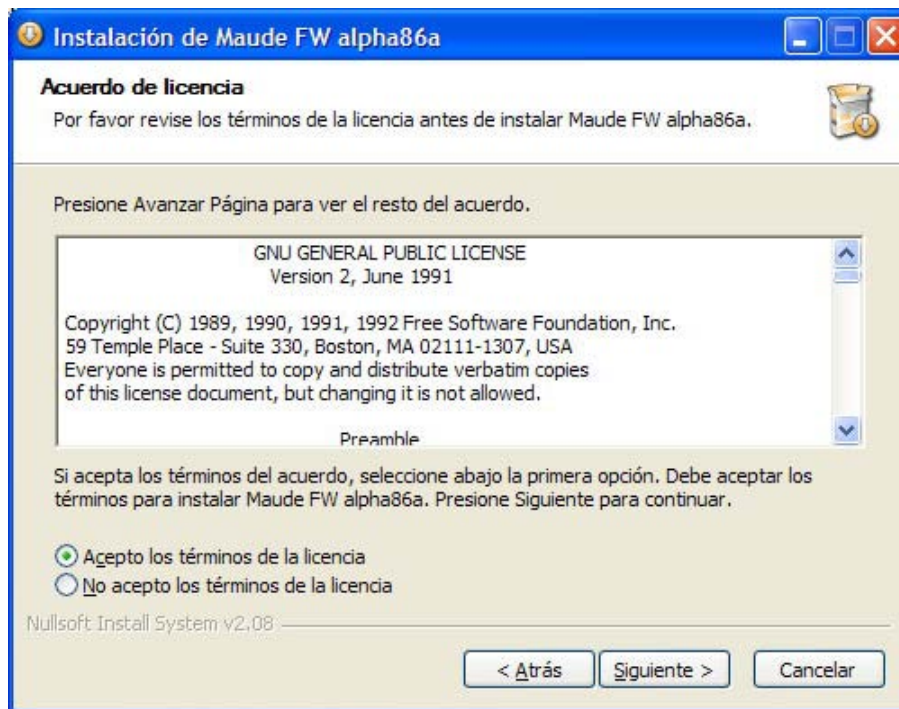 Instalación de Maude FW alpha86a
Acuerdo de licencia
Por favor revise los términos de la licencia antes de instalar Maude FW alpha86a.
Presione Avanzar Página para ver el resto del acuerdo.
GNU GENERAL PUBLIC LICENSE
Version 2, June 1991
Copyright (C) 1989, 1990, 1991, 1992 Free Software Foundation, Inc.
59 Temple Place - Suite 330, Boston, MA 02111-1307, USA
Everyone is permitted to copy and distribute verbatim copies
of this license document, but changing it is not allowed.
Preamble
Si acepta los términos del acuerdo, seleccione abajo la primera opción. Debe aceptar los
términos para instalar Maude FW alpha86a. Presione Siguiente para continuar.
Acepto los términos de la licencia
No acepto los términos de la licencia
Nullsoft Install System v2.08
< Atrás Siguiente > Cancelar